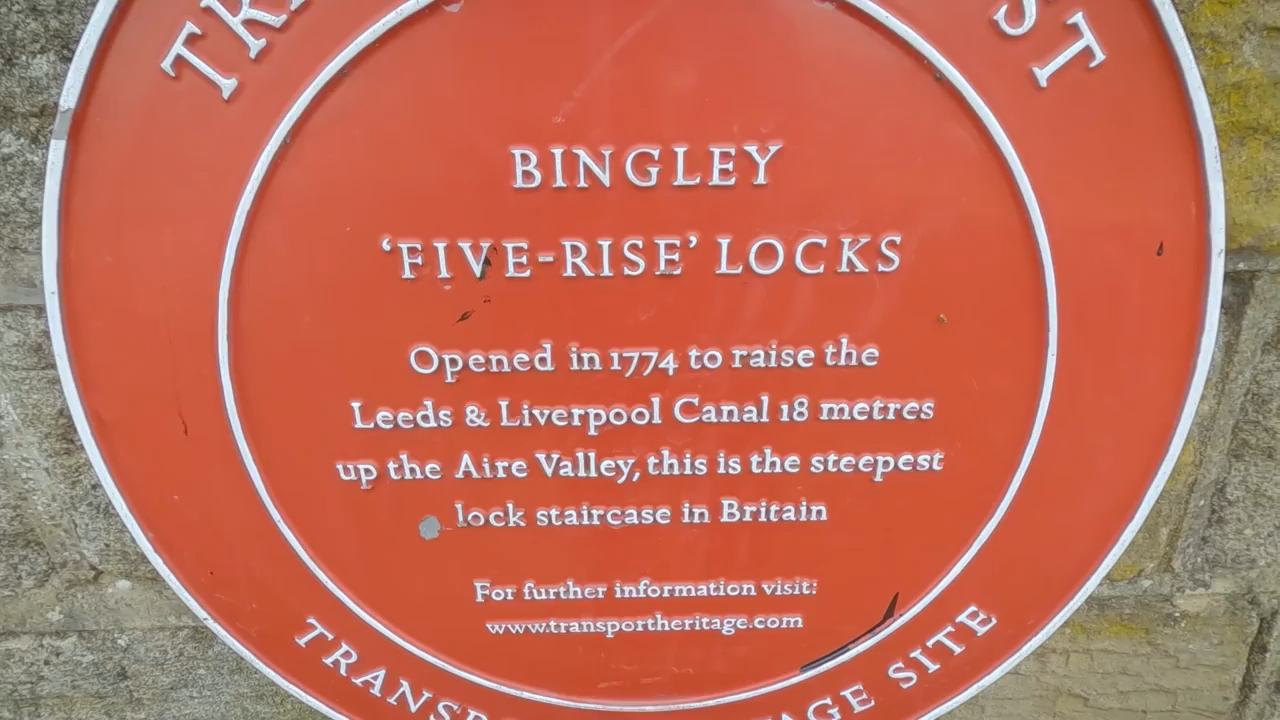 BINGLEY
‘FIVE-RISE’ LOCKS
Opened in 1774 to raise the
Leeds & Liverpool Canal 18 metres
up the Aire Valley, this is the steepest
lock staircase in Britain
For further information visit:
www.transportheritage.com
SITE